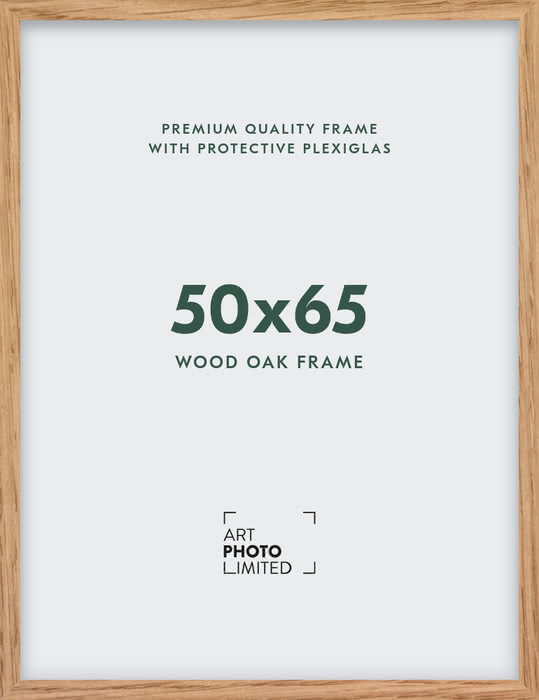 PREMIUM QUALITY FRAME
WITH PROTECTIVE PLEXIGLAS
50x65
WOOD OAK FRAME
ART
PHOTO
LIMITED